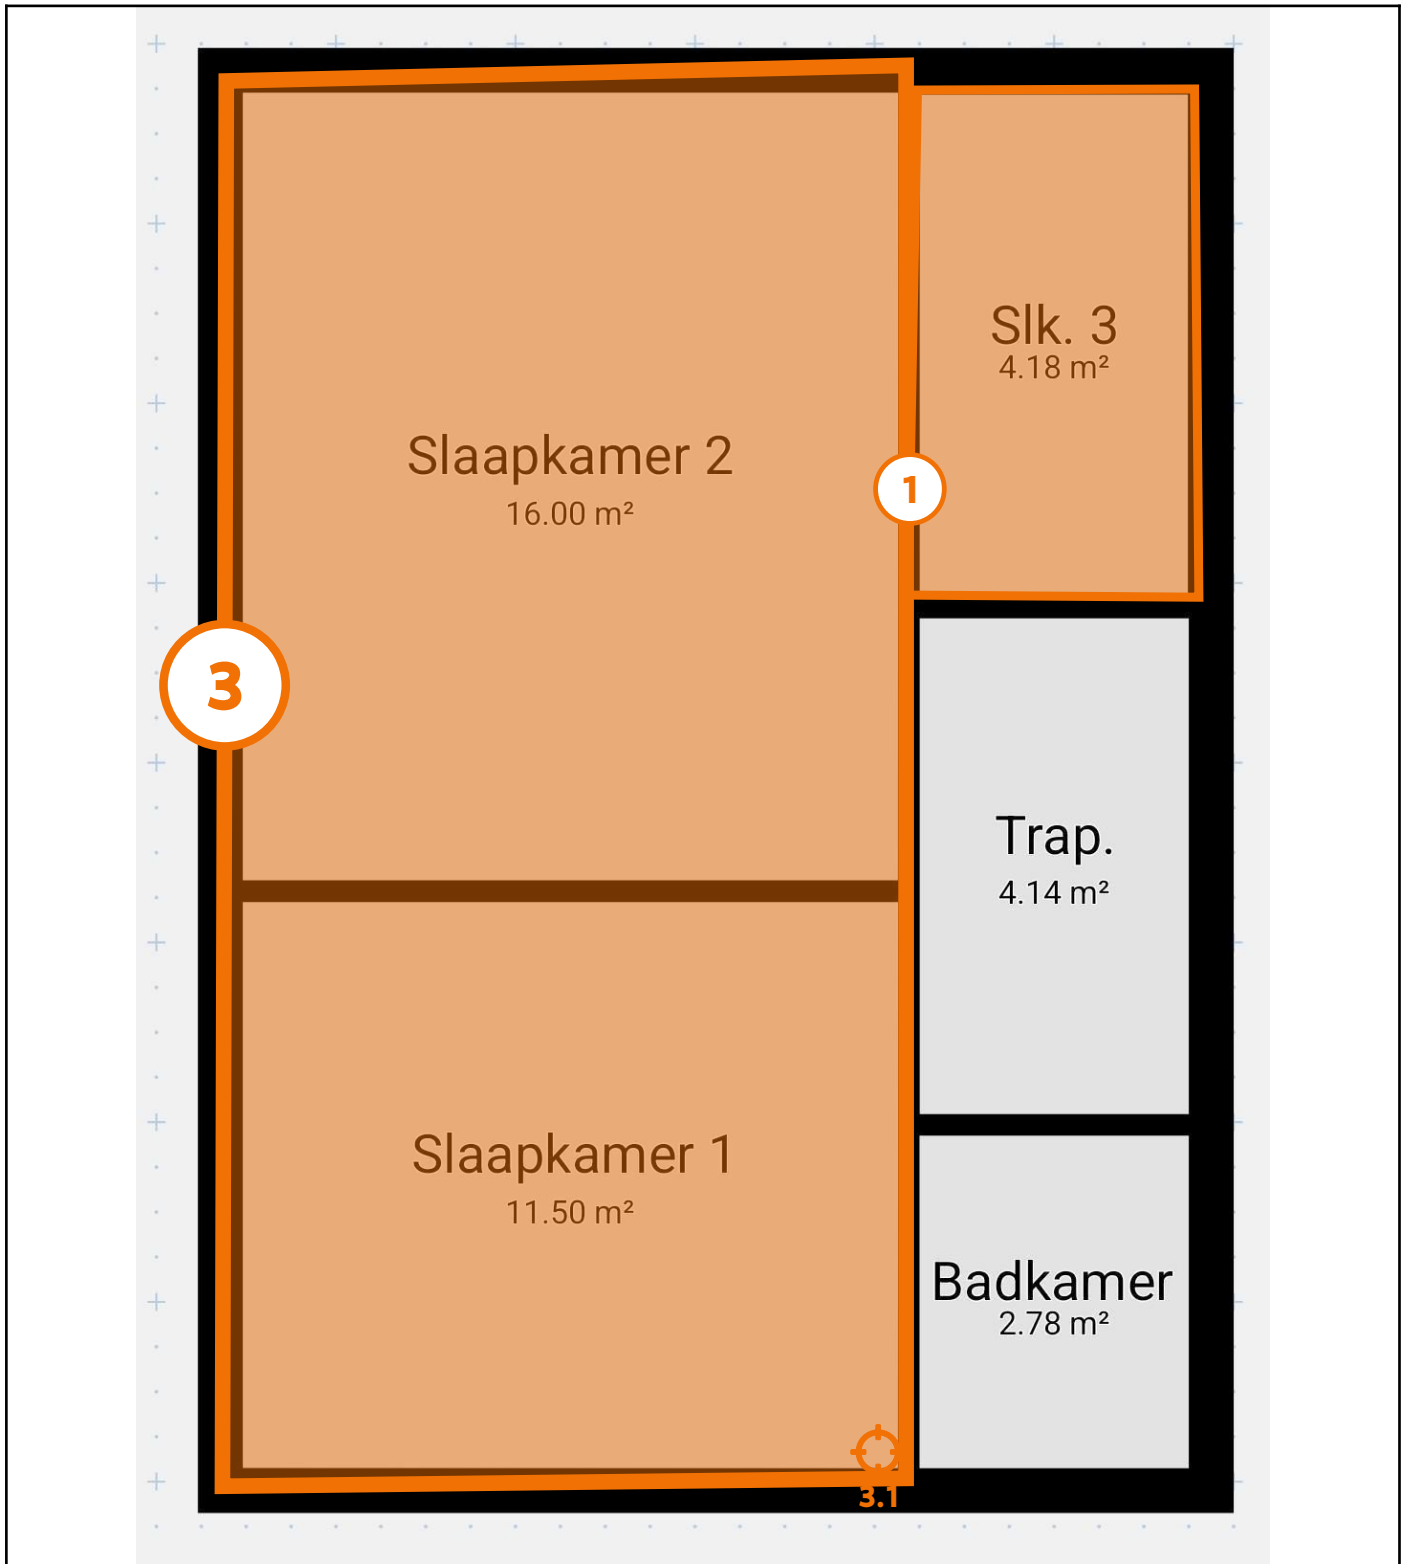 Slk. 3
4.18 m²
Slaapkamer 2
16.00 m²
1
3
Trap.
4.14 m²
Slaapkamer 1
11.50 m²
Badkamer
2.78 m²
3.1